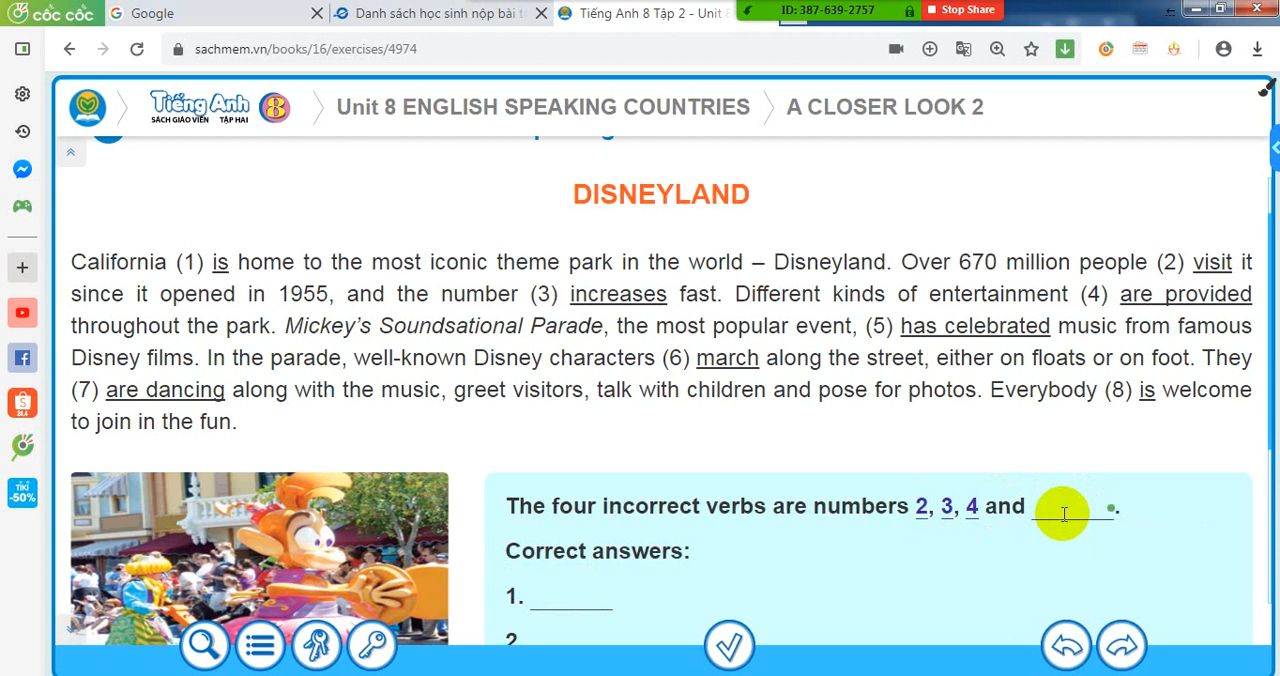 cốc cốc
Google
Danh sách học sinh nộp bài t
Tiếng Anh 8 Tập 2 - Unit 8
ID: 387-639-2757
Stop Share
sachmem.vn/books/16/exercises/4974
Tiếng Anh 8
SÁCH GIÁO VIÊN TẬP HAI
Unit 8 ENGLISH SPEAKING COUNTRIES
A CLOSER LOOK 2
DISNEYLAND
California (1) is home to the most iconic theme park in the world – Disneyland. Over 670 million people (2) visit it
since it opened in 1955, and the number (3) increases fast. Different kinds of entertainment (4) are provided
throughout the park. Mickey's Soundsational Parade, the most popular event, (5) has celebrated music from famous
Disney films. In the parade, well-known Disney characters (6) march along the street, either on floats or on foot. They
(7) are dancing along with the music, greet visitors, talk with children and pose for photos. Everybody (8) is welcome
to join in the fun.
The four incorrect verbs are numbers 2, 3, 4 and ________.
Correct answers:
1. ________
2
TIKI
-50%